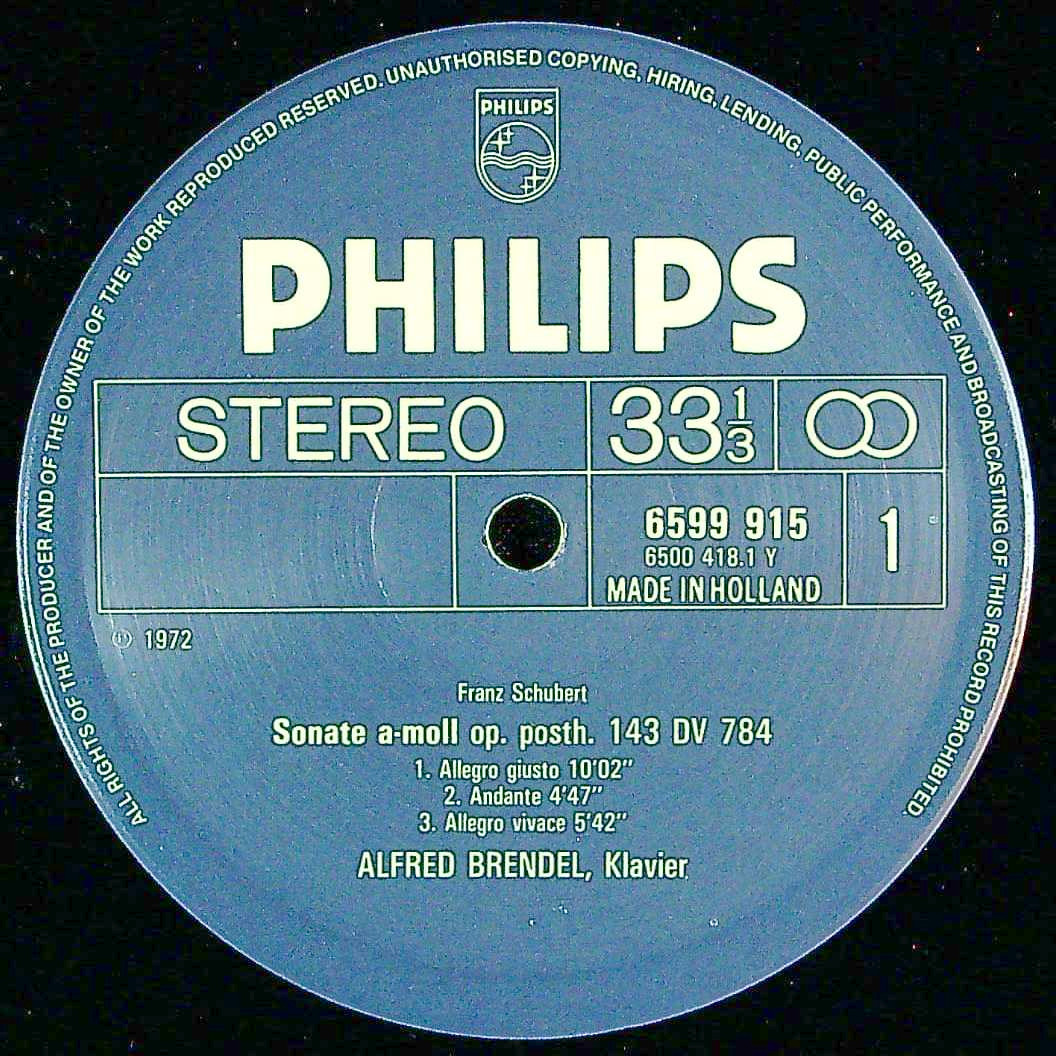 ALL RIGHTS OF THE PRODUCER AND OF THE OWNER OF THE WORK REPRODUCED RESERVED. UNAUTHORISED COPYING, HIRING, LENDING, PUBLIC PERFORMANCE AND BROADCASTING OF THIS RECORD PROHIBITED
PHILIPS
PHILIPS
STEREO 33 1/3
6599 915 1
6500 418.1 Y
MADE IN HOLLAND
℗ 1972
Franz Schubert
Sonate a-moll op. posth. 143 DV 784
1. Allegro giusto 10'02"
2. Andante 4'47"
3. Allegro vivace 5'42"
ALFRED BRENDEL, Klavier